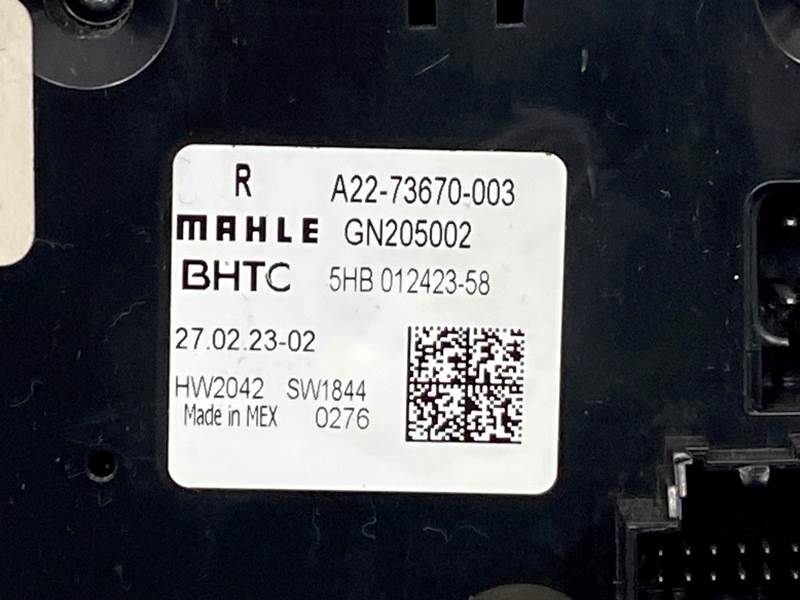 R A22-73670-003
MAHLE GN205002
BHTC 5HB 012423-58
27.02.23-02
HW2042 SW1844
Made in MEX 0276